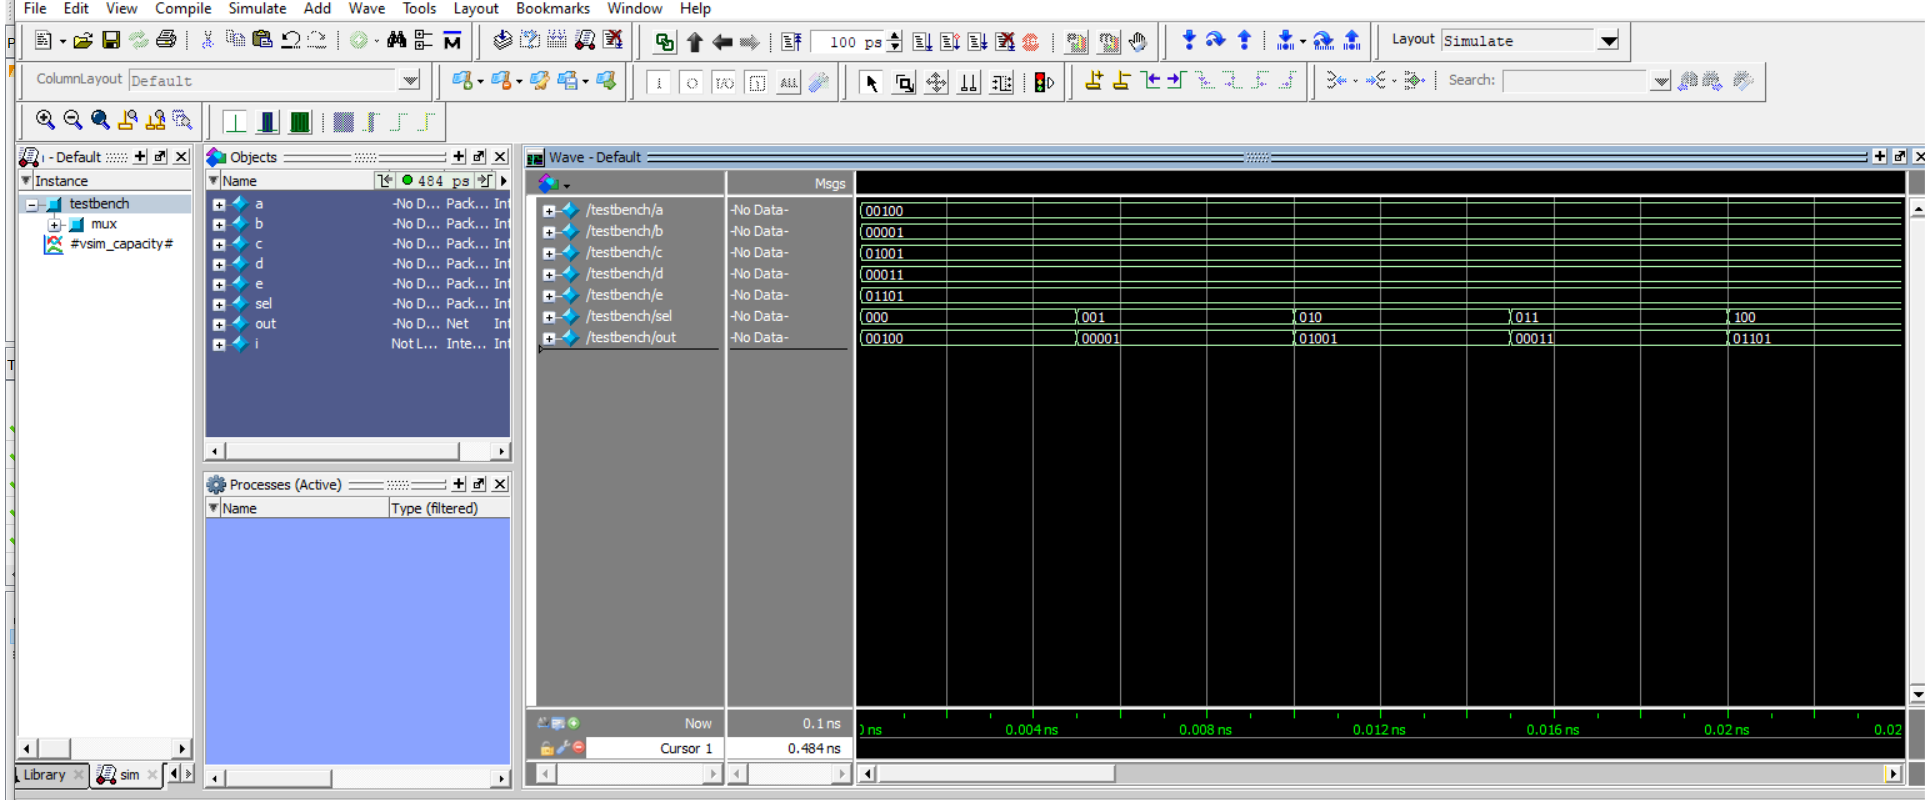 File Edit View Compile Simulate Add Wave Tools Layout Bookmarks Window Help
100 ps
Layout Simulate
ColumnLayout Default
ALL
Search:
- Default
Instance
testbench
mux
#vsim_capacity#
Library
sim
Objects
Name
484 ps
a -No D... Pack... Int
b -No D... Pack... Int
c -No D... Pack... Int
d -No D... Pack... Int
e -No D... Pack... Int
sel -No D... Pack... Int
out -No D... Net Int
i Not L... Inte... Int
Processes (Active)
Name Type (filtered)
Wave - Default
Msgs
/testbench/a -No Data- 00100
/testbench/b -No Data- 00001
/testbench/c -No Data- 01001
/testbench/d -No Data- 00011
/testbench/e -No Data- 01101
/testbench/sel -No Data- 000 001 010 011 100
/testbench/out -No Data- 00100 00001 01001 00011 01101
Now 0.1 ns
Cursor 1 0.484 ns
ns 0.004 ns 0.008 ns 0.012 ns 0.016 ns 0.02 ns 0.02